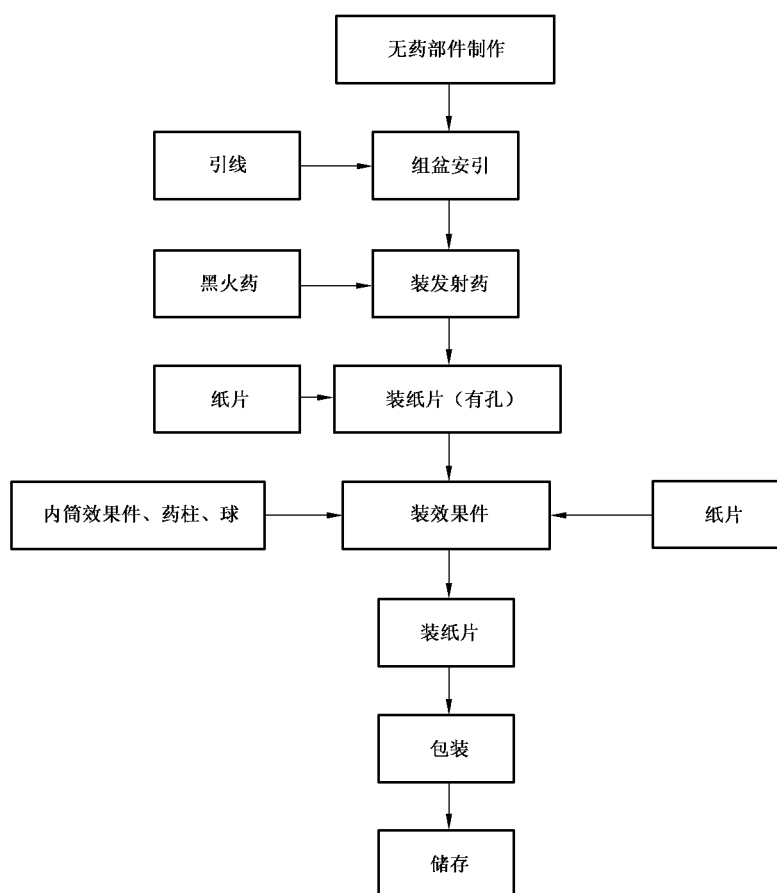 无药部件制作
引线
组盆安引
黑火药
装发射药
纸片
装纸片（有孔）
内筒效果件、药柱、球
装效果件
纸片
装纸片
包装
储存